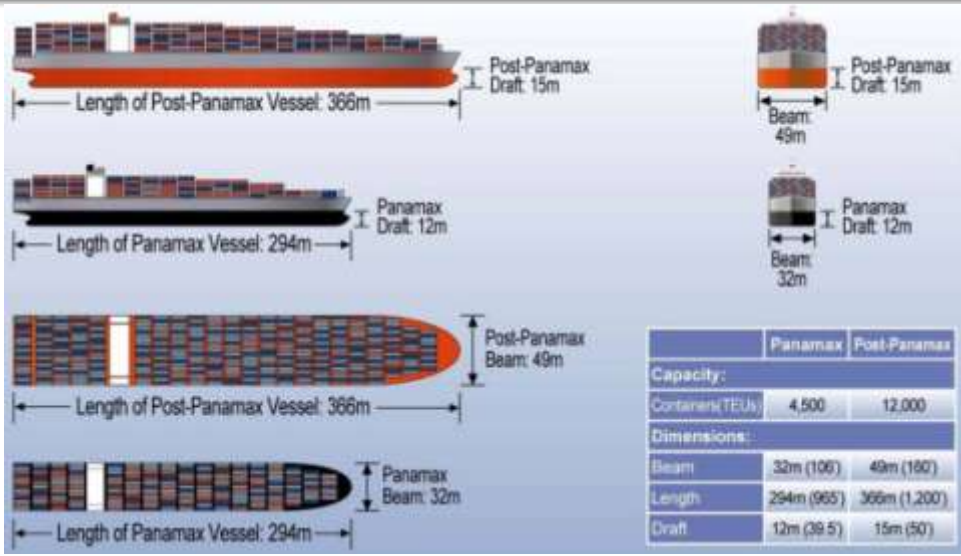 Post-Panamax
Draft: 15m
Length of Post-Panamax Vessel: 366m
Post-Panamax
Draft: 15m
Beam:
49m
Panamax
Draft: 12m
Length of Panamax Vessel: 294m
Panamax
Draft: 12m
Beam:
32m
Post-Panamax
Beam: 49m
Length of Post-Panamax Vessel: 366m
Panamax
Beam: 32m
Length of Panamax Vessel: 294m
Panamax Post-Panamax
Capacity:
Containers(TEUs) 4,500 12,000
Dimensions:
Beam 32m (106') 49m (160')
Length 294m (965') 366m (1,200')
Draft 12m (39.5') 15m (50')